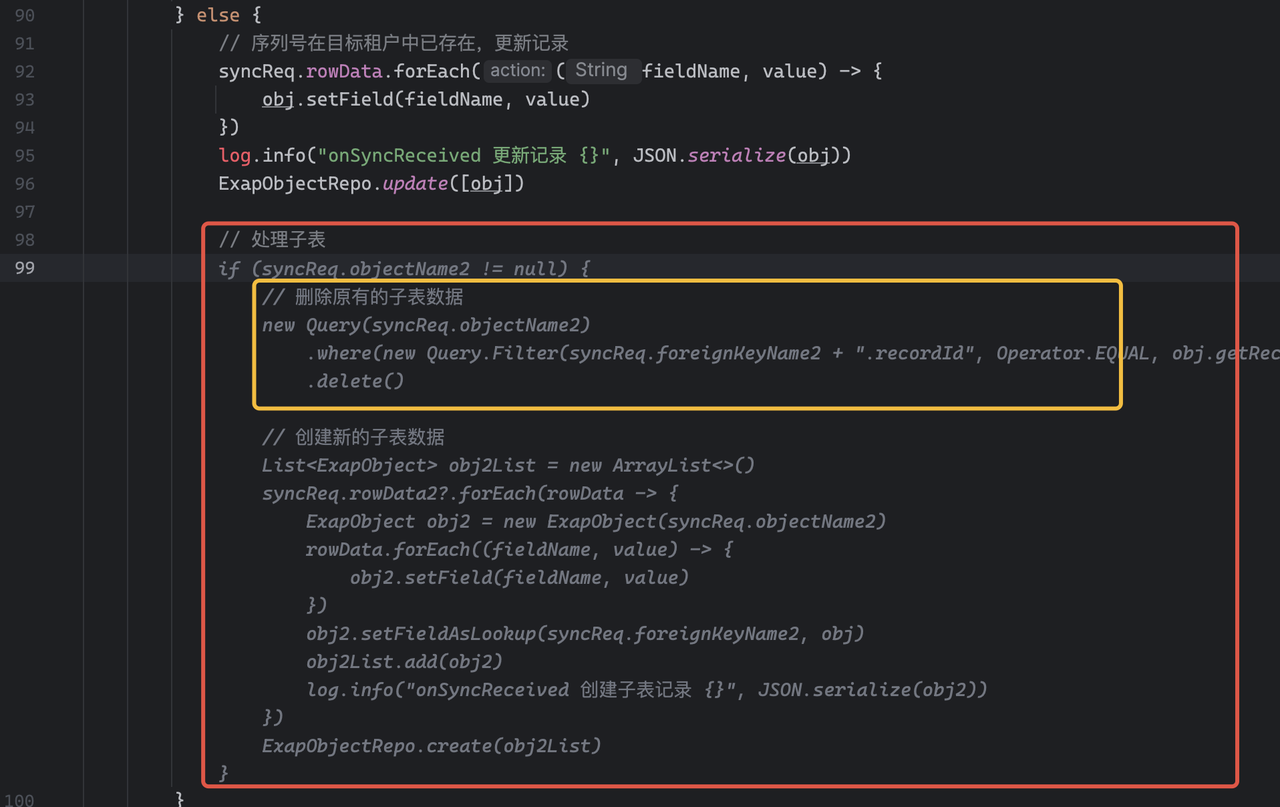 90 } else {
91 // 序列号在目标租户中已存在，更新记录
92 syncReq.rowData.forEach( action: ( String fieldName, value) -> {
93 obj.setField(fieldName, value)
94 })
95 log.info("onSyncReceived 更新记录 {}", JSON.serialize(obj))
96 ExapObjectRepo.update([obj])
97
98 // 处理子表
99 if (syncReq.objectName2 != null) {
// 删除原有的子表数据
new Query(syncReq.objectName2)
.where(new Query.Filter(syncReq.foreignKeyName2 + ".recordId", Operator.EQUAL, obj.getRec
.delete()
// 创建新的子表数据
List<ExapObject> obj2List = new ArrayList<>()
syncReq.rowData2?.forEach(rowData -> {
ExapObject obj2 = new ExapObject(syncReq.objectName2)
rowData.forEach((fieldName, value) -> {
obj2.setField(fieldName, value)
})
obj2.setFieldAsLookup(syncReq.foreignKeyName2, obj)
obj2List.add(obj2)
log.info("onSyncReceived 创建子表记录 {}", JSON.serialize(obj2))
})
ExapObjectRepo.create(obj2List)
}
100 }